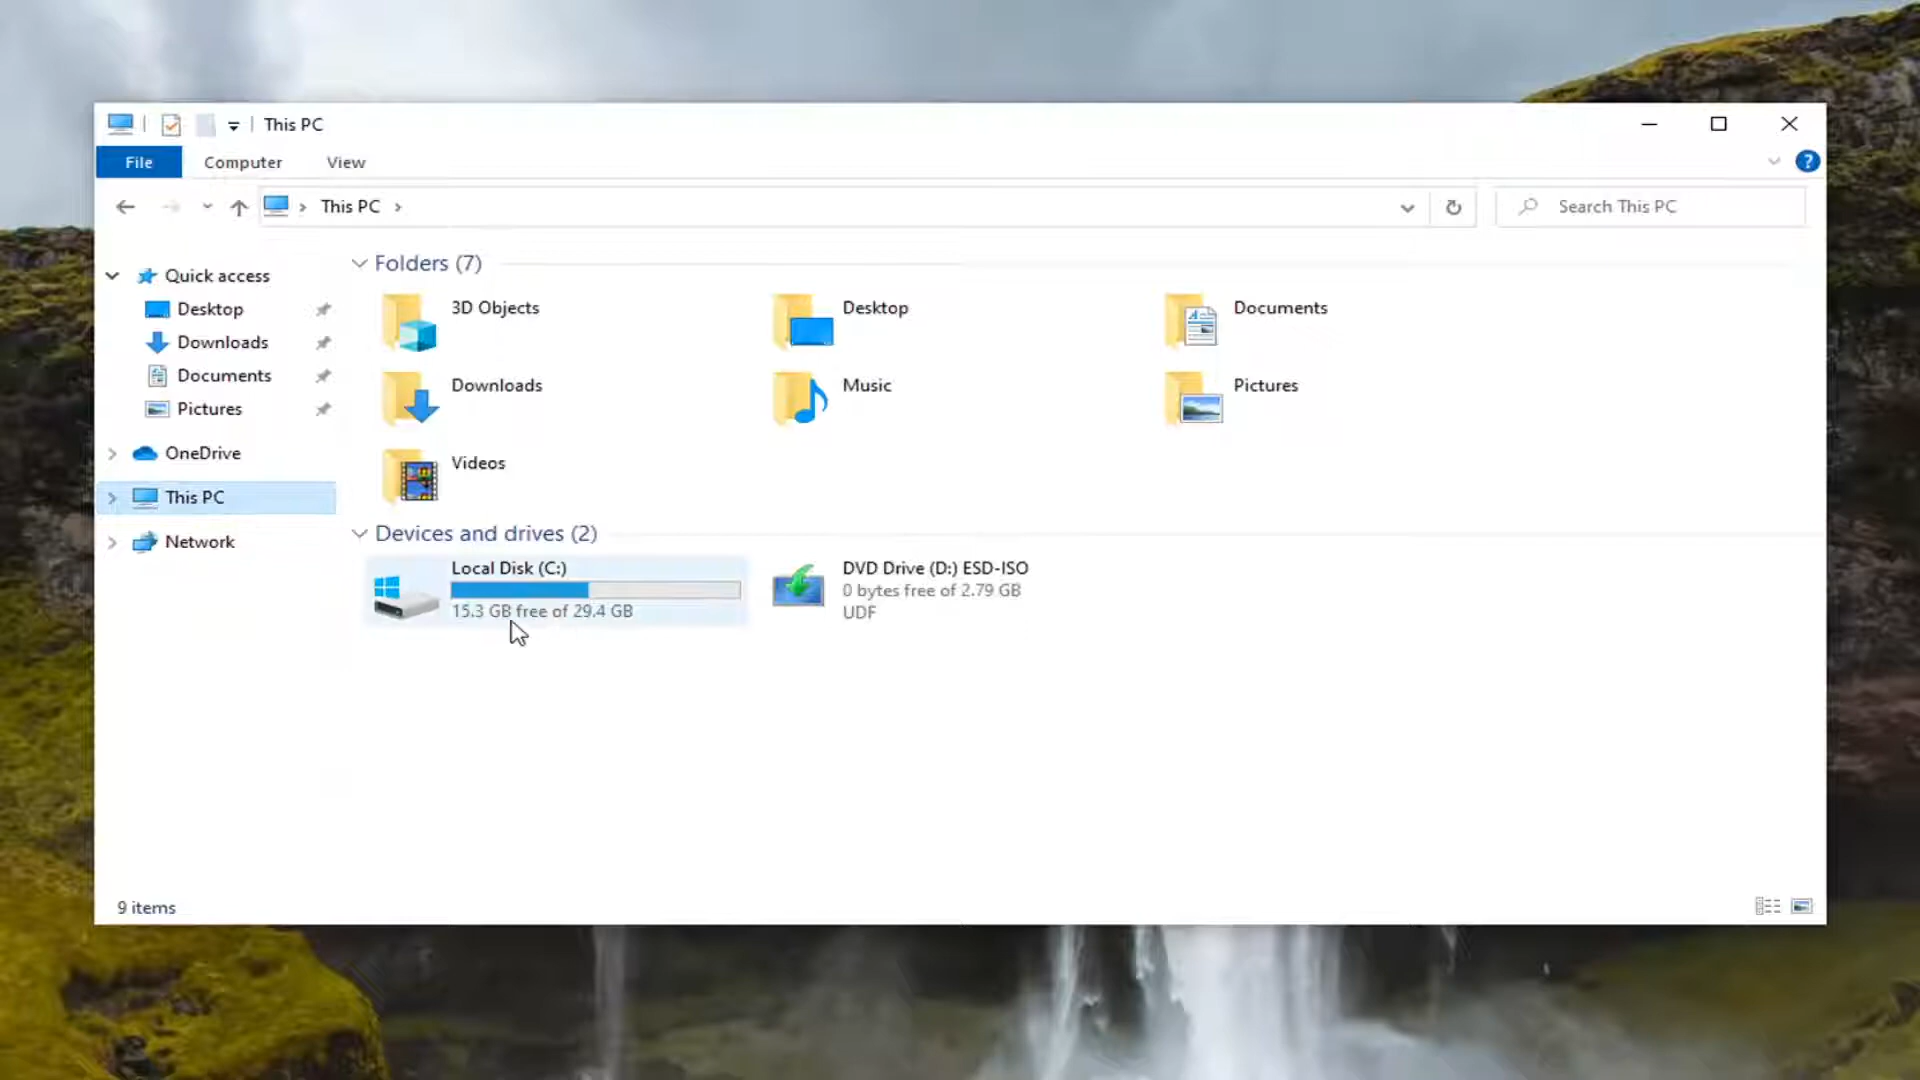 This PC
File Computer View ?
This PC
Search This PC
Quick access
Desktop
Downloads
Documents
Pictures
OneDrive
This PC
Network
Folders (7)
3D Objects
Desktop
Documents
Downloads
Music
Pictures
Videos
Devices and drives (2)
Local Disk (C:)
15.3 GB free of 29.4 GB
DVD Drive (D:) ESD-ISO
0 bytes free of 2.79 GB
UDF
9 items